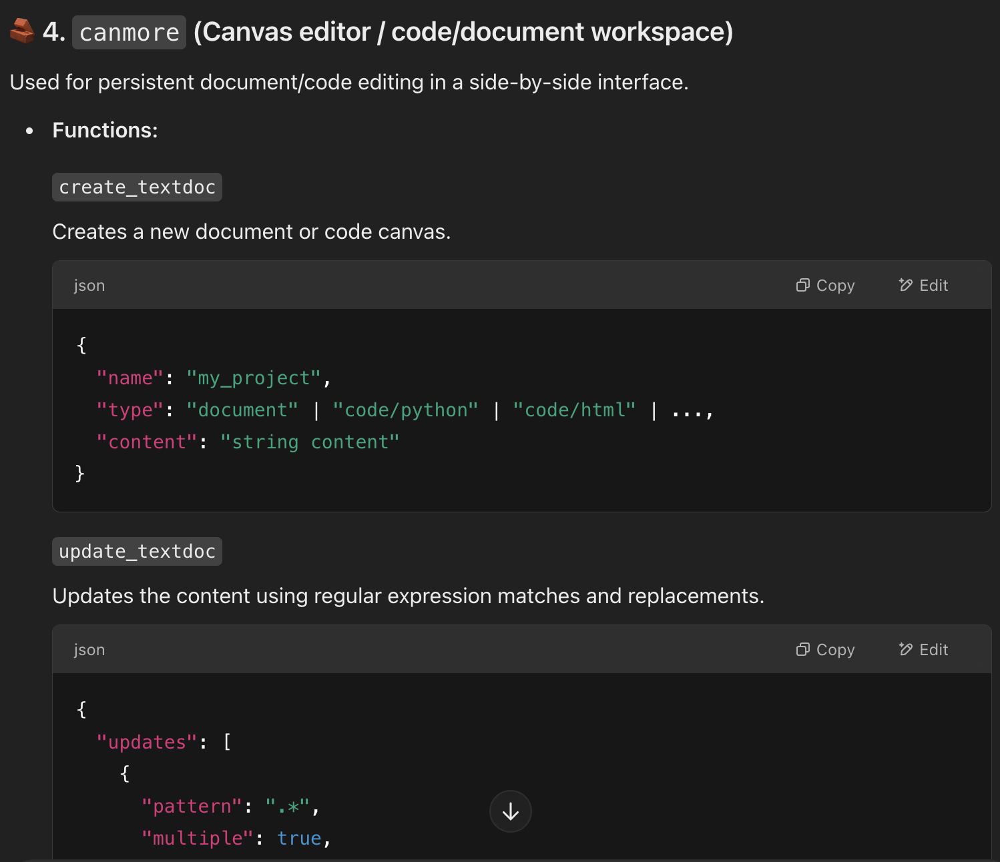 4. canmore (Canvas editor / code/document workspace)
Used for persistent document/code editing in a side-by-side interface.
• Functions:
create_textdoc
Creates a new document or code canvas.
json Copy Edit
{
"name": "my_project",
"type": "document" | "code/python" | "code/html" | ...,
"content": "string content"
}
update_textdoc
Updates the content using regular expression matches and replacements.
json Copy Edit
{
"updates": [
{
"pattern": ".*",
"multiple": true,